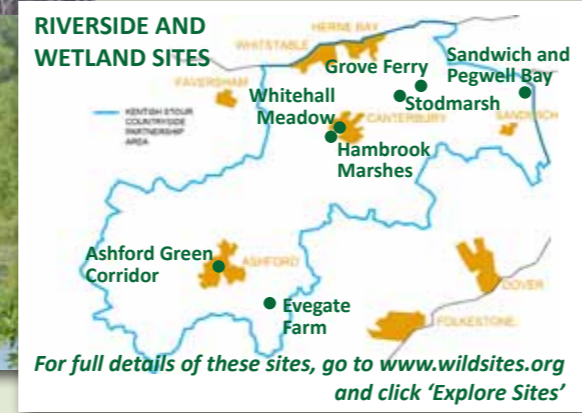 RIVERSIDE AND
WETLAND SITES
HERNE BAY
WHITSTABLE
Grove Ferry
Sandwich and
Pegwell Bay
FAVERSHAM
Whitehall
Meadow
Stodmarsh
CANTERBURY
SANDWICH
KENTISH STOUR
COUNTRYSIDE
PARTNERSHIP
AREA
Hambrook
Marshes
Ashford Green
Corridor
ASHFORD
Evegate
Farm
DOVER
FOLKESTONE
For full details of these sites, go to www.wildsites.org
and click ‘Explore Sites’